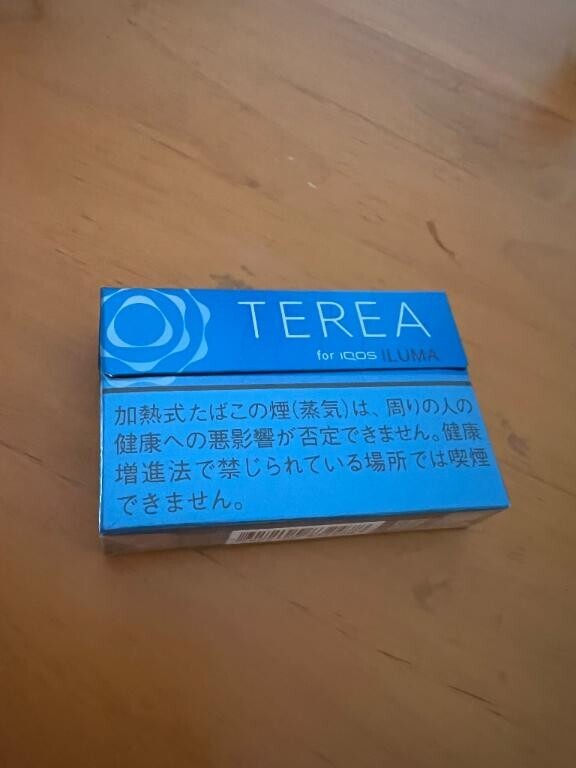 TEREA
for IQOS ILUMA
加熱式たばこの煙(蒸気)は、周りの人の
健康への悪影響が否定できません。健康
増進法で禁じられている場所では喫煙
できません。